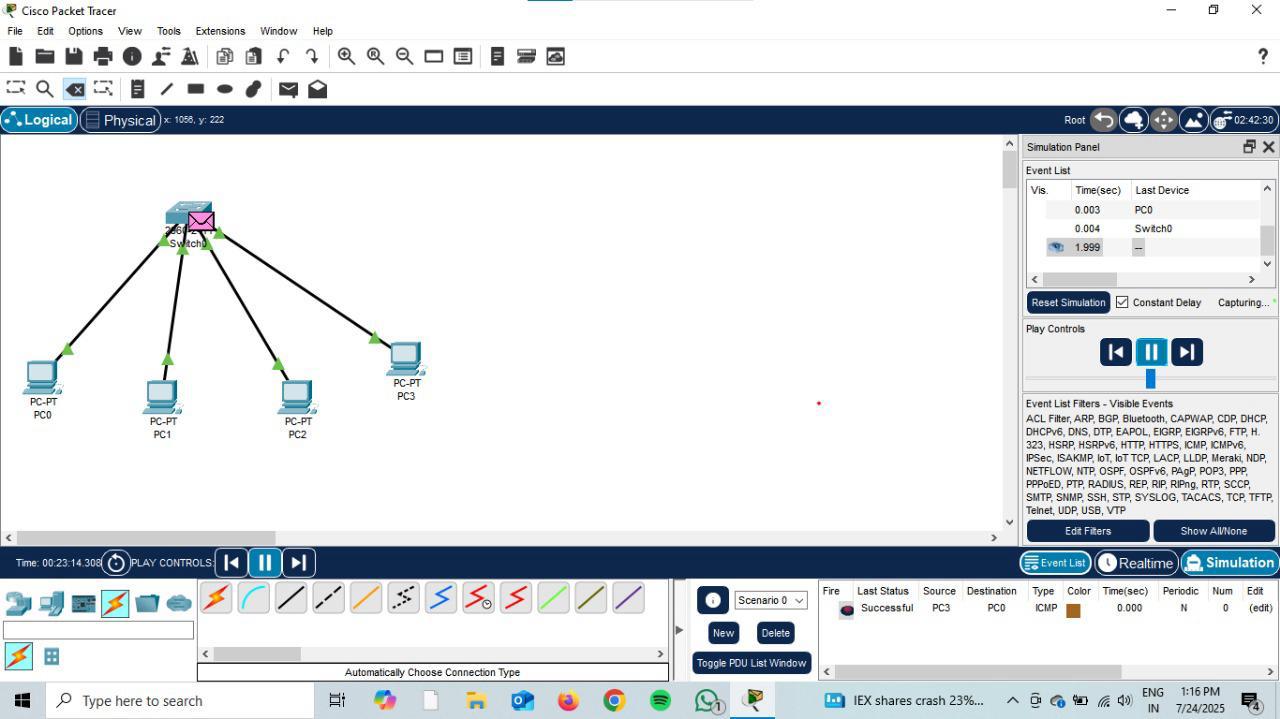 Cisco Packet Tracer
File Edit Options View Tools Extensions Window Help
Logical Physical x: 1056, y: 222 Root 02:42:30
Simulation Panel
Event List
Vis. Time(sec) Last Device
0.003 PC0
0.004 Switch0
1.999 --
Reset Simulation Constant Delay Capturing...
Play Controls
Event List Filters - Visible Events
ACL Filter, ARP, BGP, Bluetooth, CAPWAP, CDP, DHCP,
DHCPv6, DNS, DTP, EAPOL, EIGRP, EIGRPv6, FTP, H.
323, HSRP, HSRPv6, HTTP, HTTPS, ICMP, ICMPv6,
IPSec, ISAKMP, IoT, IoT TCP, LACP, LLDP, Meraki, NDP,
NETFLOW, NTP, OSPF, OSPFv6, PAgP, POP3, PPP,
PPPoED, PTP, RADIUS, REP, RIP, RIPng, RTP, SCCP,
SMTP, SNMP, SSH, STP, SYSLOG, TACACS, TCP, TFTP,
Telnet, UDP, USB, VTP
Edit Filters Show All/None
Switch0
PC-PT
PC0
PC-PT
PC1
PC-PT
PC2
PC-PT
PC3
Time: 00:23:14.308 PLAY CONTROLS:
Event List Realtime Simulation
Scenario 0
New Delete
Toggle PDU List Window
Fire Last Status Source Destination Type Color Time(sec) Periodic Num Edit
Successful PC3 PC0 ICMP 0.000 N 0 (edit)
Automatically Choose Connection Type
Type here to search
IEX shares crash 23%...
ENG
IN
1:16 PM
7/24/2025
1
4